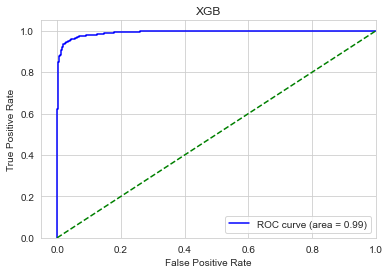 XGB
1.0
0.8
0.6
0.4
0.2
0.0
True Positive Rate
ROC curve (area = 0.99)
0.0 0.2 0.4 0.6 0.8 1.0
False Positive Rate